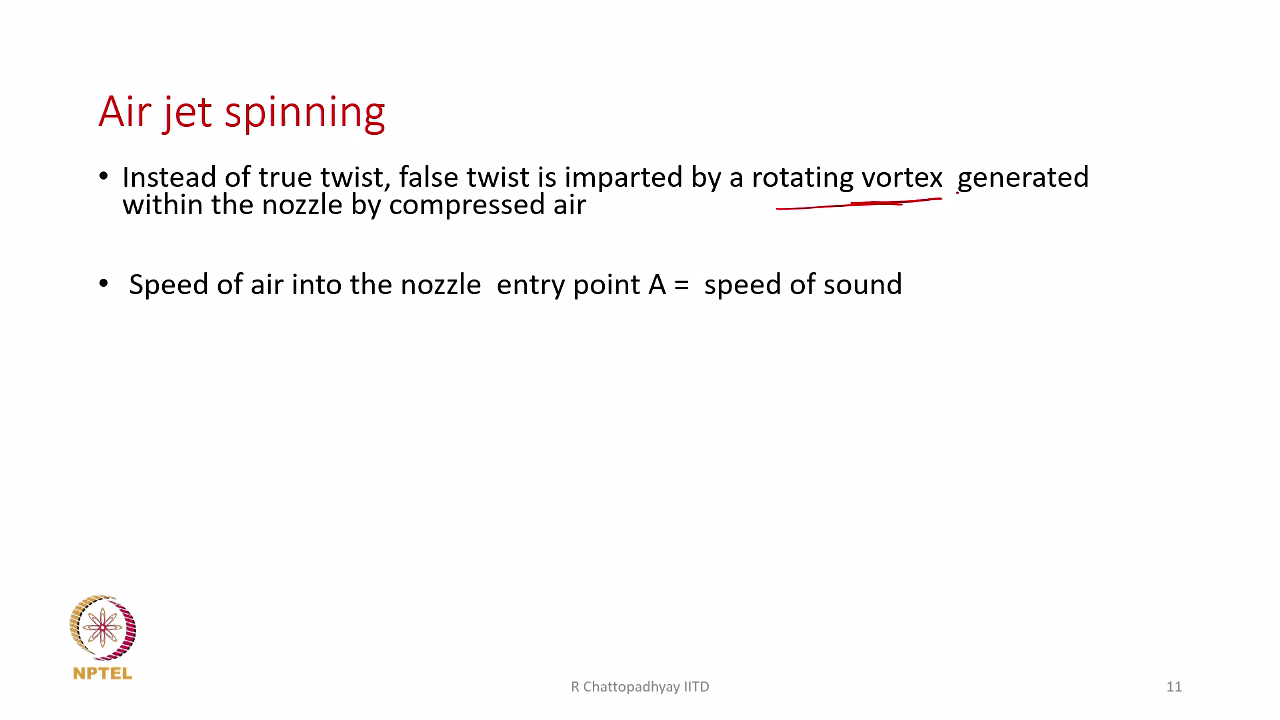 Air jet spinning
• Instead of true twist, false twist is imparted by a rotating vortex generated
within the nozzle by compressed air
• Speed of air into the nozzle entry point A = speed of sound
NPTEL
R Chattopadhyay IITD
11